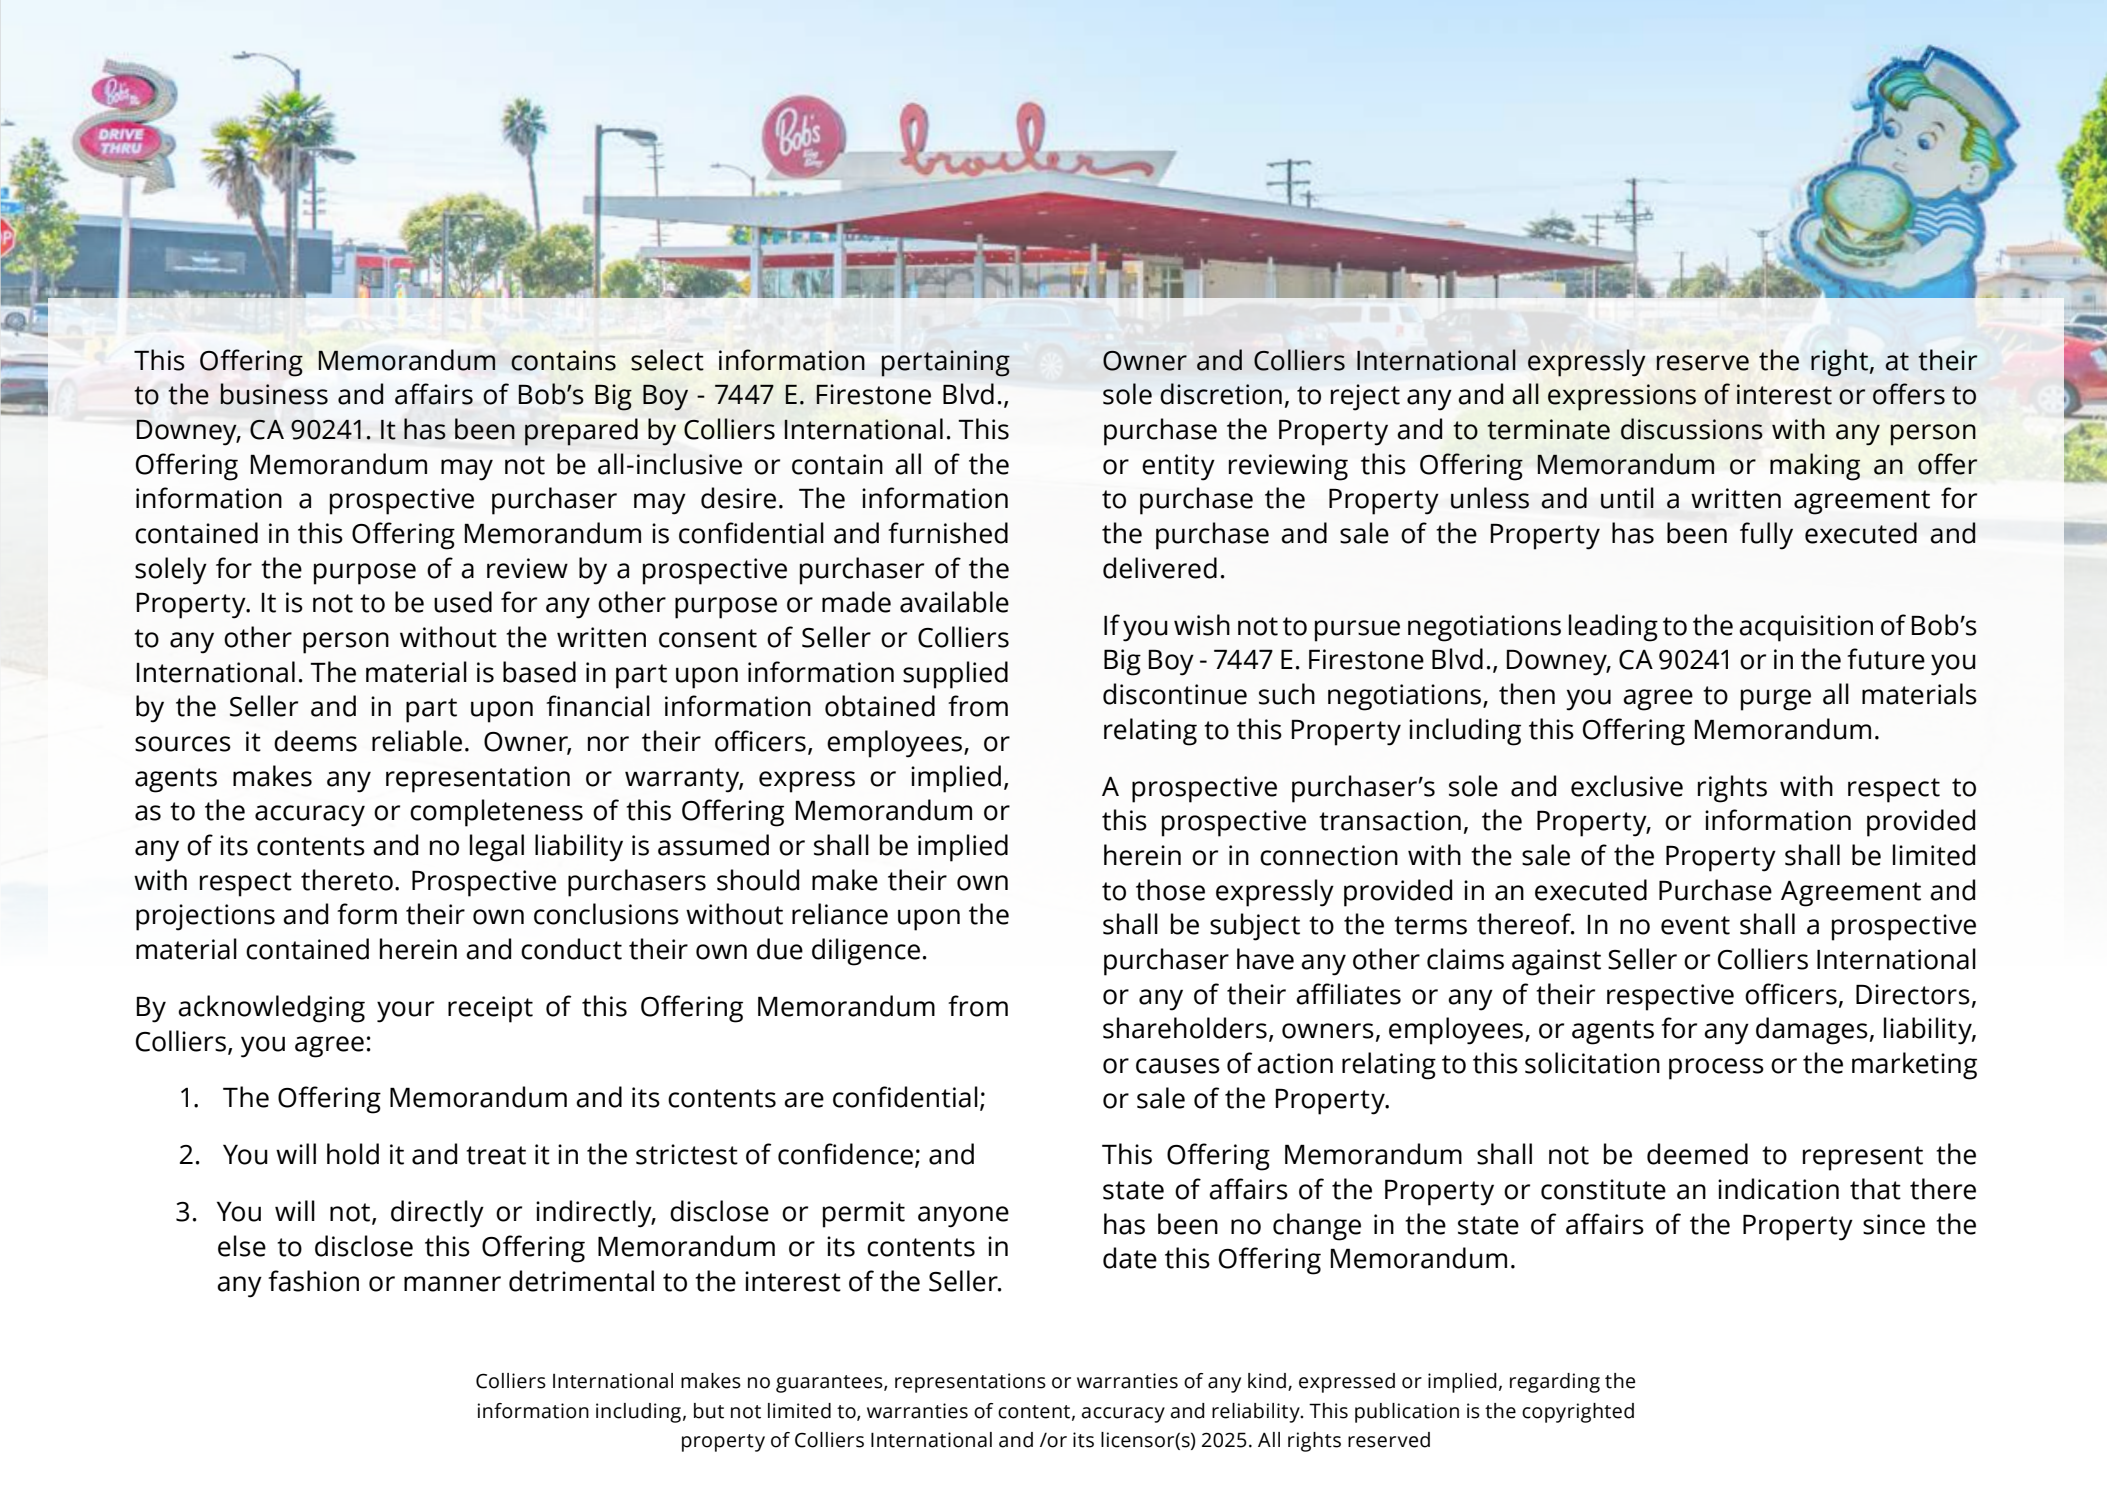 Bob's
DRIVE
THRU
Bob's
Big
Boy
broiler
This Offering Memorandum contains select information pertaining
to the business and affairs of Bob’s Big Boy - 7447 E. Firestone Blvd.,
Downey, CA 90241. It has been prepared by Colliers International. This
Offering Memorandum may not be all-inclusive or contain all of the
information a prospective purchaser may desire. The information
contained in this Offering Memorandum is confidential and furnished
solely for the purpose of a review by a prospective purchaser of the
Property. It is not to be used for any other purpose or made available
to any other person without the written consent of Seller or Colliers
International. The material is based in part upon information supplied
by the Seller and in part upon financial information obtained from
sources it deems reliable. Owner, nor their officers, employees, or
agents makes any representation or warranty, express or implied,
as to the accuracy or completeness of this Offering Memorandum or
any of its contents and no legal liability is assumed or shall be implied
with respect thereto. Prospective purchasers should make their own
projections and form their own conclusions without reliance upon the
material contained herein and conduct their own due diligence.
By acknowledging your receipt of this Offering Memorandum from
Colliers, you agree:
1. The Offering Memorandum and its contents are confidential;
2. You will hold it and treat it in the strictest of confidence; and
3. You will not, directly or indirectly, disclose or permit anyone
else to disclose this Offering Memorandum or its contents in
any fashion or manner detrimental to the interest of the Seller.
Owner and Colliers International expressly reserve the right, at their
sole discretion, to reject any and all expressions of interest or offers to
purchase the Property and to terminate discussions with any person
or entity reviewing this Offering Memorandum or making an offer
to purchase the Property unless and until a written agreement for
the purchase and sale of the Property has been fully executed and
delivered.
If you wish not to pursue negotiations leading to the acquisition of Bob’s
Big Boy - 7447 E. Firestone Blvd., Downey, CA 90241 or in the future you
discontinue such negotiations, then you agree to purge all materials
relating to this Property including this Offering Memorandum.
A prospective purchaser’s sole and exclusive rights with respect to
this prospective transaction, the Property, or information provided
herein or in connection with the sale of the Property shall be limited
to those expressly provided in an executed Purchase Agreement and
shall be subject to the terms thereof. In no event shall a prospective
purchaser have any other claims against Seller or Colliers International
or any of their affiliates or any of their respective officers, Directors,
shareholders, owners, employees, or agents for any damages, liability,
or causes of action relating to this solicitation process or the marketing
or sale of the Property.
This Offering Memorandum shall not be deemed to represent the
state of affairs of the Property or constitute an indication that there
has been no change in the state of affairs of the Property since the
date this Offering Memorandum.
Colliers International makes no guarantees, representations or warranties of any kind, expressed or implied, regarding the
information including, but not limited to, warranties of content, accuracy and reliability. This publication is the copyrighted
property of Colliers International and /or its licensor(s) 2025. All rights reserved